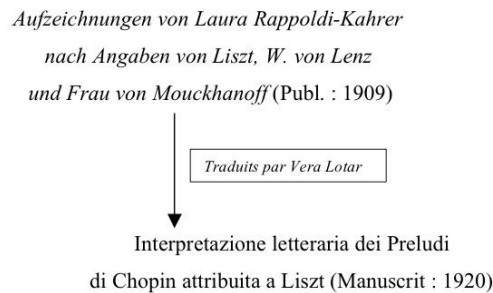 Aufzeichnungen von Laura Rappoldi-Kahrer
nach Angaben von Liszt, W. von Lenz
und Frau von Mouckhanoff (Publ. : 1909)
Traduits par Vera Lotar
Interpretazione letteraria dei Preludi
di Chopin attribuita a Liszt (Manuscrit : 1920)